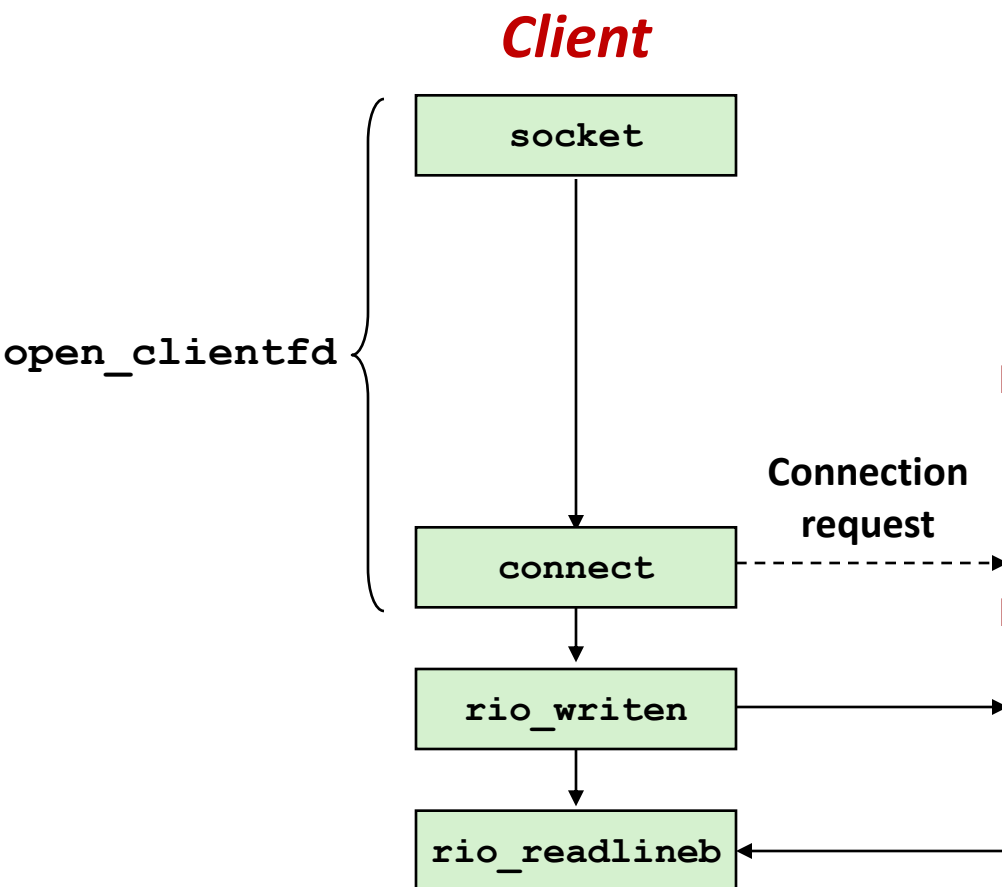 Client
socket
open_clientfd
Connection
request
connect
rio_writen
rio_readlineb